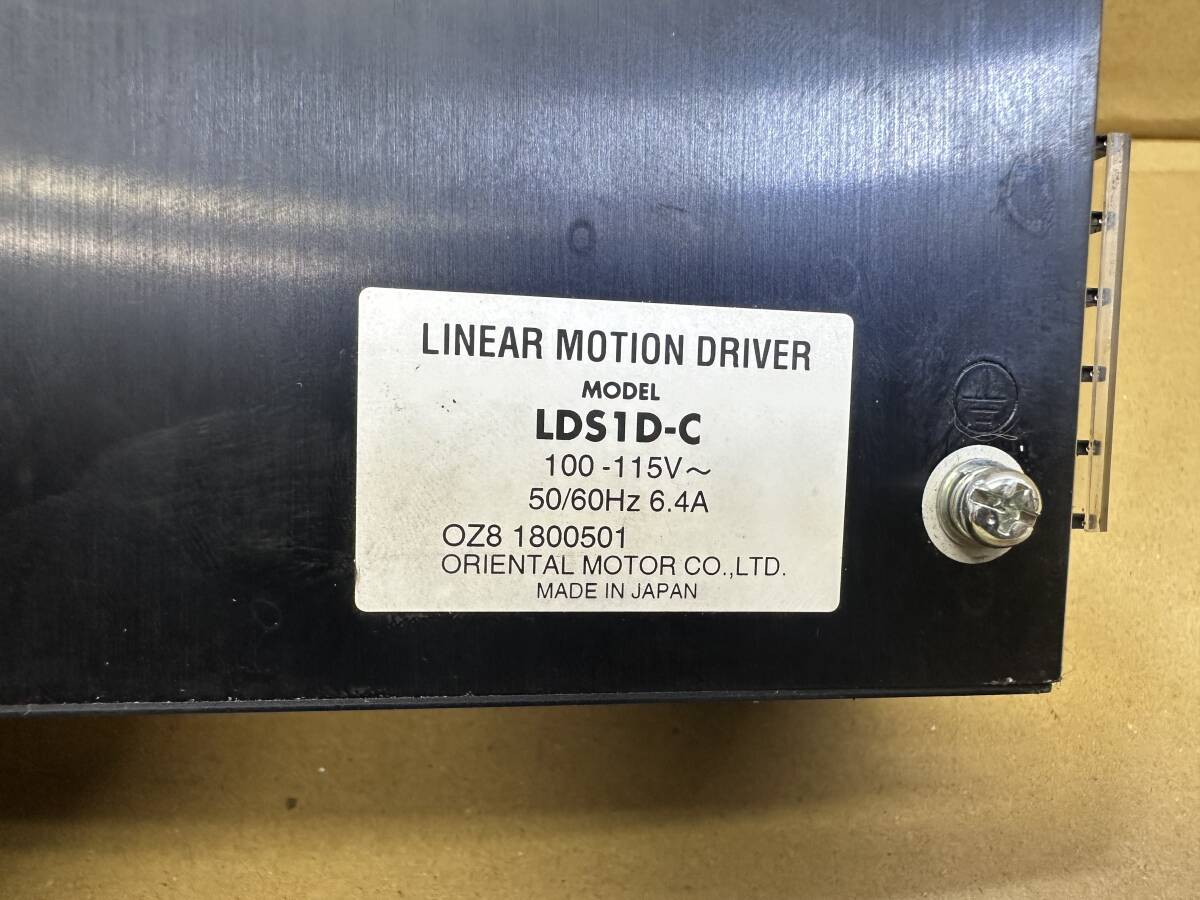 LINEAR MOTION DRIVER
MODEL
LDS1D-C
100 -115V~
50/60Hz 6.4A
OZ8 1800501
ORIENTAL MOTOR CO.,LTD.
MADE IN JAPAN